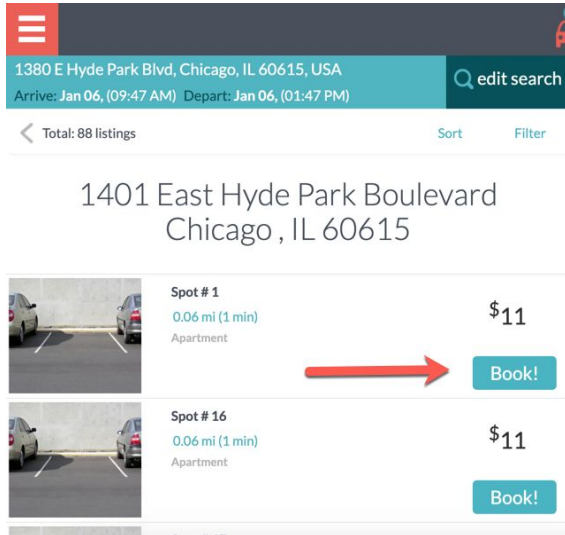 1380 E Hyde Park Blvd, Chicago, IL 60615, USA
Arrive: Jan 06, (09:47 AM) Depart: Jan 06, (01:47 PM)
edit search
Total: 88 listings
Sort
Filter
1401 East Hyde Park Boulevard
Chicago , IL 60615
Spot # 1
0.06 mi (1 min)
Apartment
$11
Book!
Spot # 16
0.06 mi (1 min)
Apartment
$11
Book!